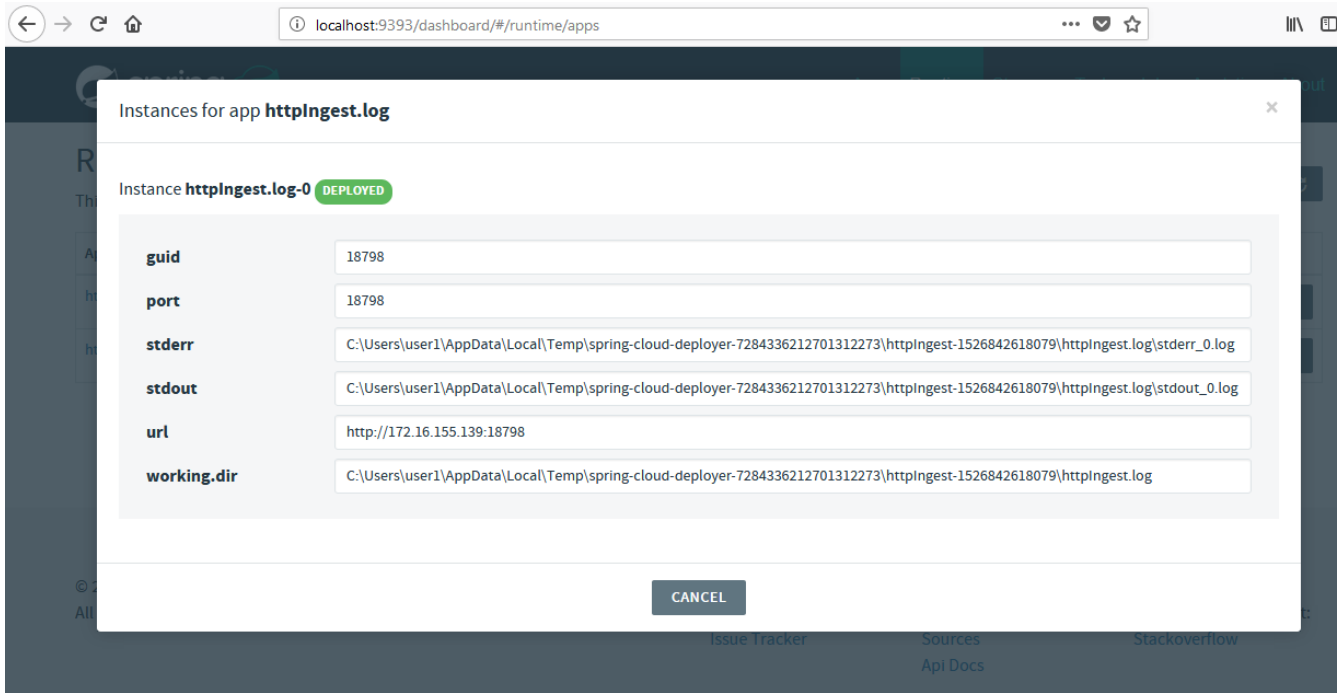 localhost:9393/dashboard/#/runtime/apps
Instances for app httpIngest.log
×
Instance httpIngest.log-0 DEPLOYED
guid 18798
port 18798
stderr C:\Users\user1\AppData\Local\Temp\spring-cloud-deployer-7284336212701312273\httpIngest-1526842618079\httpIngest.log\stderr_0.log
stdout C:\Users\user1\AppData\Local\Temp\spring-cloud-deployer-7284336212701312273\httpIngest-1526842618079\httpIngest.log\stdout_0.log
url http://172.16.155.139:18798
working.dir C:\Users\user1\AppData\Local\Temp\spring-cloud-deployer-7284336212701312273\httpIngest-1526842618079\httpIngest.log
CANCEL
All
Issue Tracker Sources Stackoverflow
Api Docs